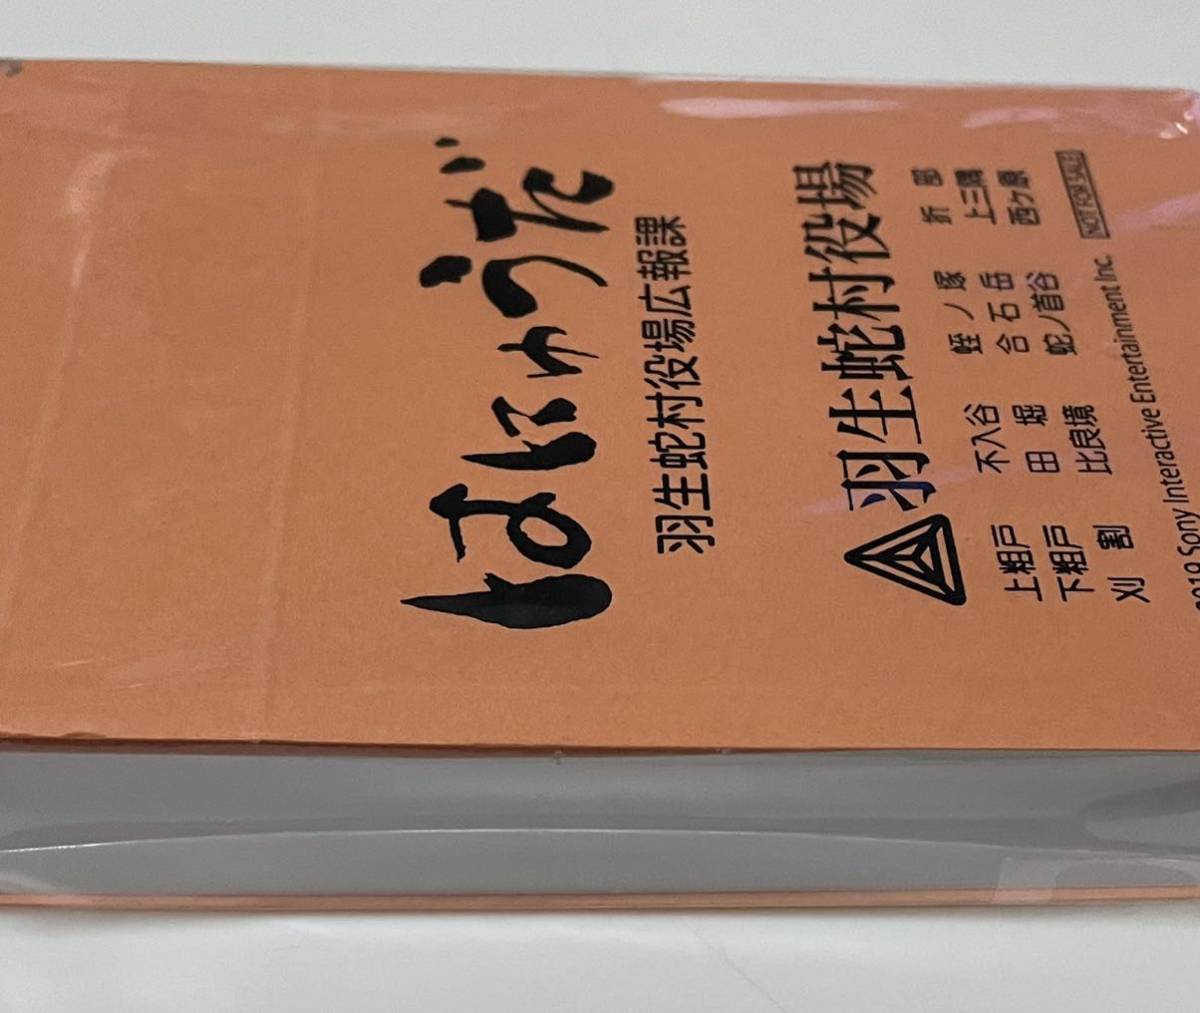 はにゅうだ
羽生蛇村役場広報課
羽生蛇村役場
上粗戸 不入谷 蛭ノ塚 折部
下粗戸 田堀 合石岳 上三隅
刈割 比良境 蛇ノ首谷 西ケ原
Sony Interactive Entertainment Inc.
NOT FOR SALE